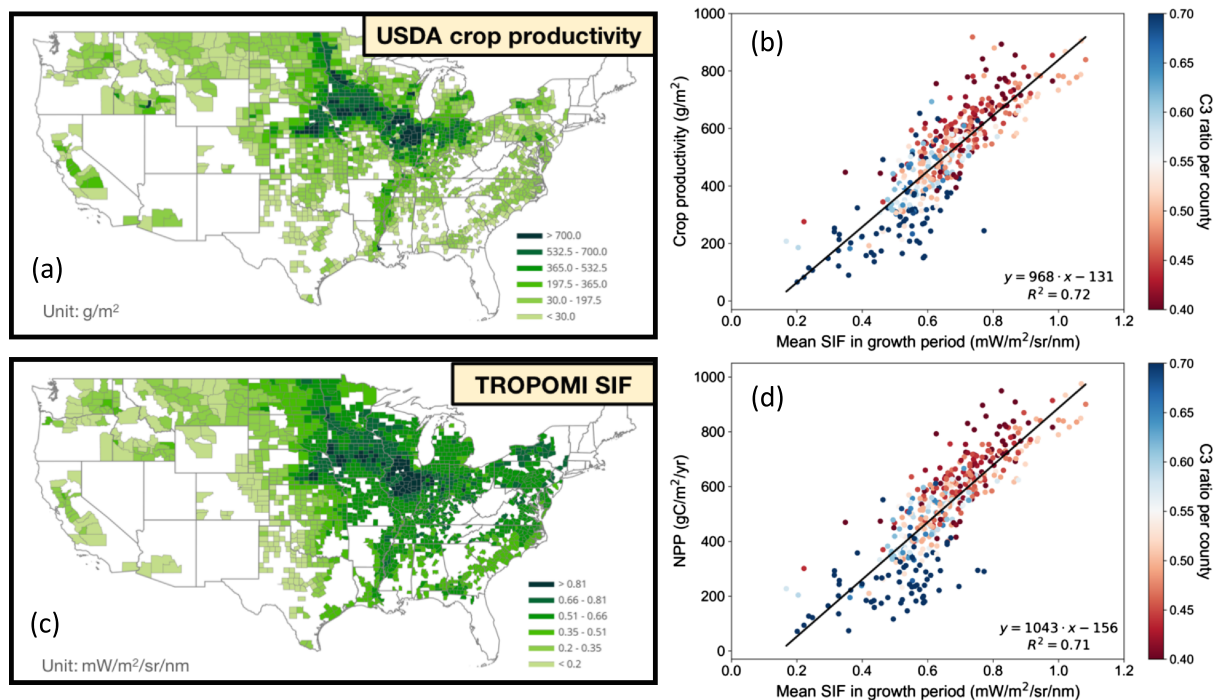 USDA crop productivity
(a)
Unit: g/m²
> 700.0
532.5 - 700.0
365.0 - 532.5
197.5 - 365.0
30.0 - 197.5
< 30.0
(b)
Crop productivity (g/m²)
1000
800
600
400
200
0
0.0 0.2 0.4 0.6 0.8 1.0 1.2
Mean SIF in growth period (mW/m²/sr/nm)
y = 968 · x − 131
R² = 0.72
0.70
0.65
0.60
0.55
0.50
0.45
0.40
C3 ratio per county
TROPOMI SIF
(c)
Unit: mW/m²/sr/nm
> 0.81
0.66 - 0.81
0.51 - 0.66
0.35 - 0.51
0.2 - 0.35
< 0.2
(d)
NPP (gC/m²/yr)
1000
800
600
400
200
0
0.0 0.2 0.4 0.6 0.8 1.0 1.2
Mean SIF in growth period (mW/m²/sr/nm)
y = 1043 · x − 156
R² = 0.71
0.70
0.65
0.60
0.55
0.50
0.45
0.40
C3 ratio per county